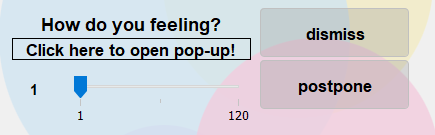 How do you feeling?
Click here to open pop-up!
dismiss
postpone
1
1
120